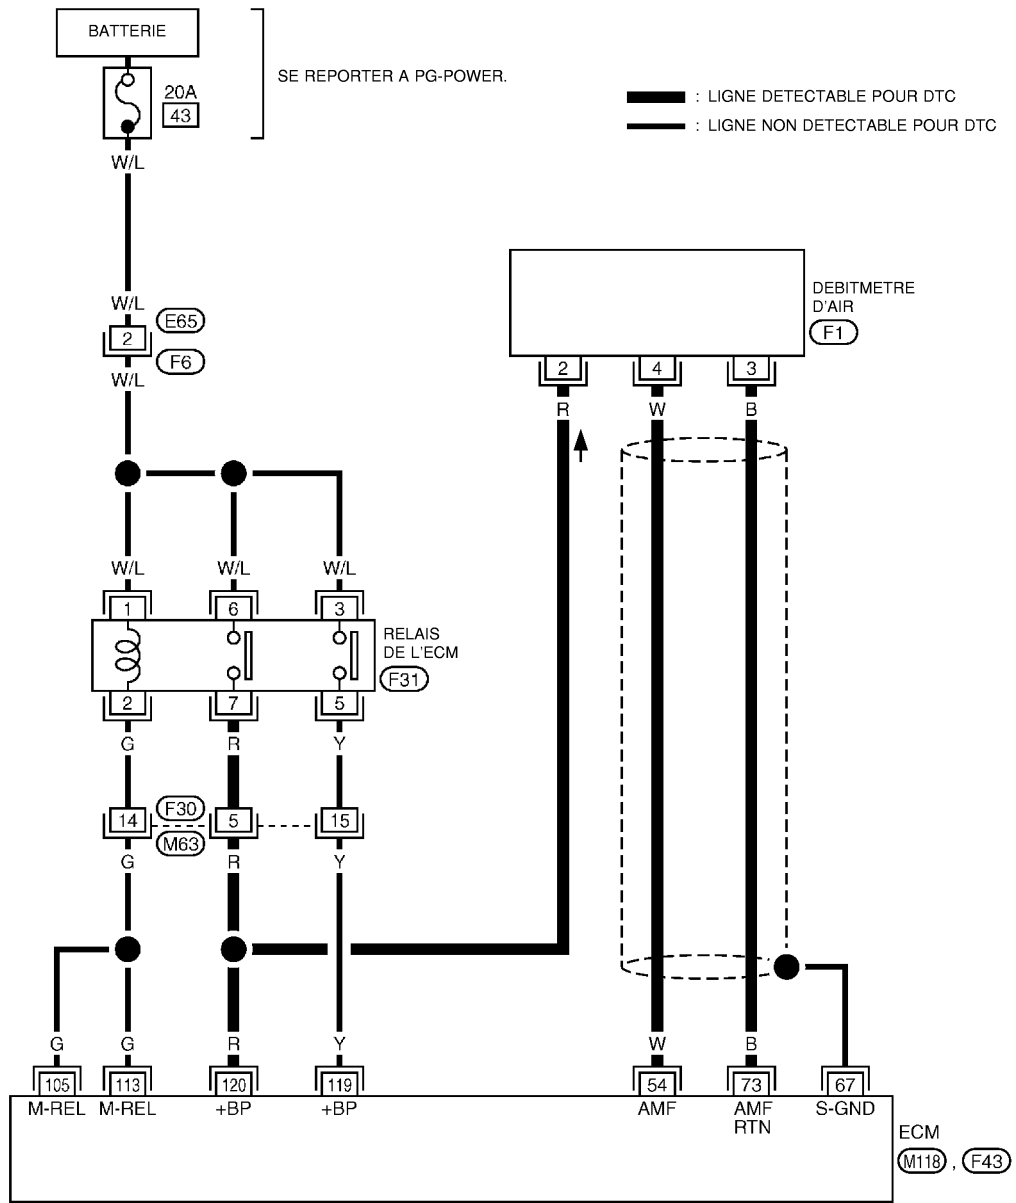 BATTERIE
SE REPORTER A PG-POWER.
20A
43
: LIGNE DETECTABLE POUR DTC
: LIGNE NON DETECTABLE POUR DTC
W/L
W/L
E65
2
F6
W/L
DEBITMETRE
D'AIR
F1
2 4 3
R W B
W/L W/L W/L
1 6 3
RELAIS
DE L'ECM
F31
2 7 5
G R Y
F30
14 5 15
M63
G R Y
G G R Y W B
105 113 120 119 54 73 67
M-REL M-REL +BP +BP AMF AMF S-GND
RTN
ECM
M118 , F43